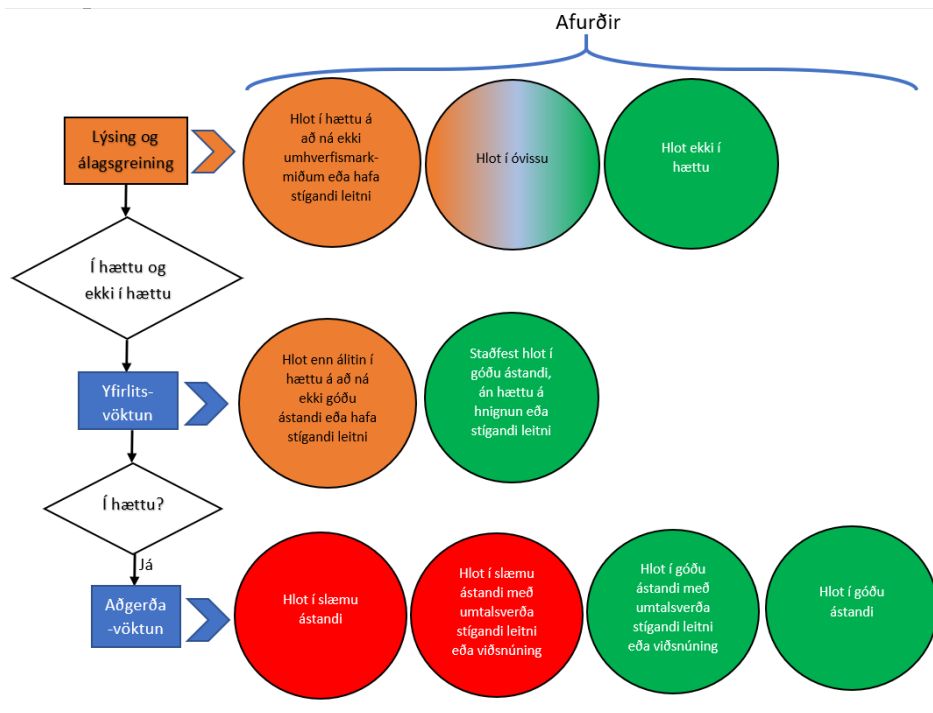 Afurðir
Lýsing og
álagsgreining
Hlot í hættu á
að ná ekki
umhverfismark-
miðum eða hafa
stígandi leitni
Hlot í óvissu
Hlot ekki í
hættu
Í hættu og
ekki í hættu
Yfirlits-
vöktun
Hlot enn álitin í
hættu á að ná
ekki góðu
ástandi eða hafa
stígandi leitni
Staðfest hlot í
góðu ástandi,
án hættu á
hnignun eða
stígandi leitni
Í hættu?
Já
Aðgerða
-vöktun
Hlot í slæmu
ástandi
Hlot í slæmu
ástandi með
umtalsverða
stígandi leitni
eða viðsnúning
Hlot í góðu
ástandi með
umtalsverða
stígandi leitni
eða viðsnúning
Hlot í góðu
ástandi